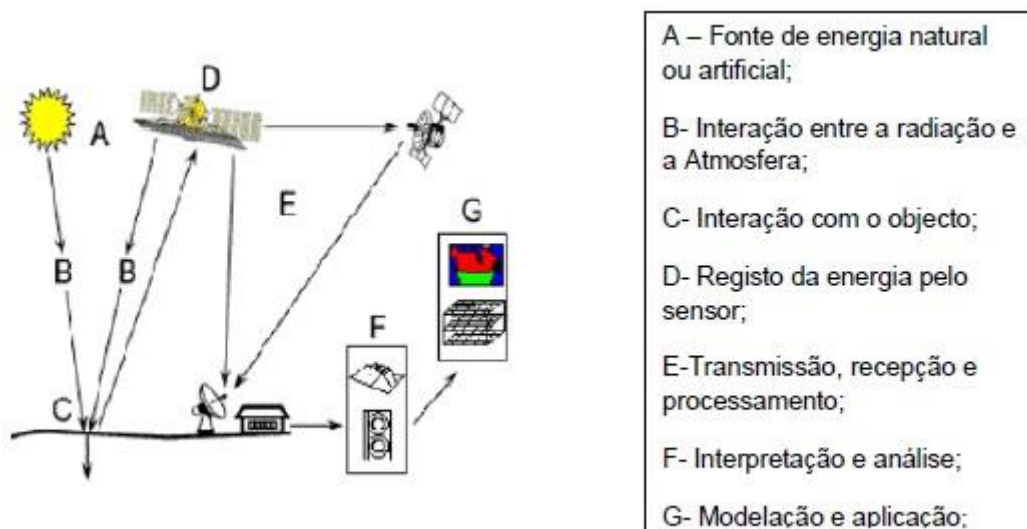 D
A
E
G
B
B
F
C
A – Fonte de energia natural
ou artificial;
B- Interação entre a radiação e
a Atmosfera;
C- Interação com o objecto;
D- Registo da energia pelo
sensor;
E-Transmissão, recepção e
processamento;
F- Interpretação e análise;
G- Modelação e aplicação;